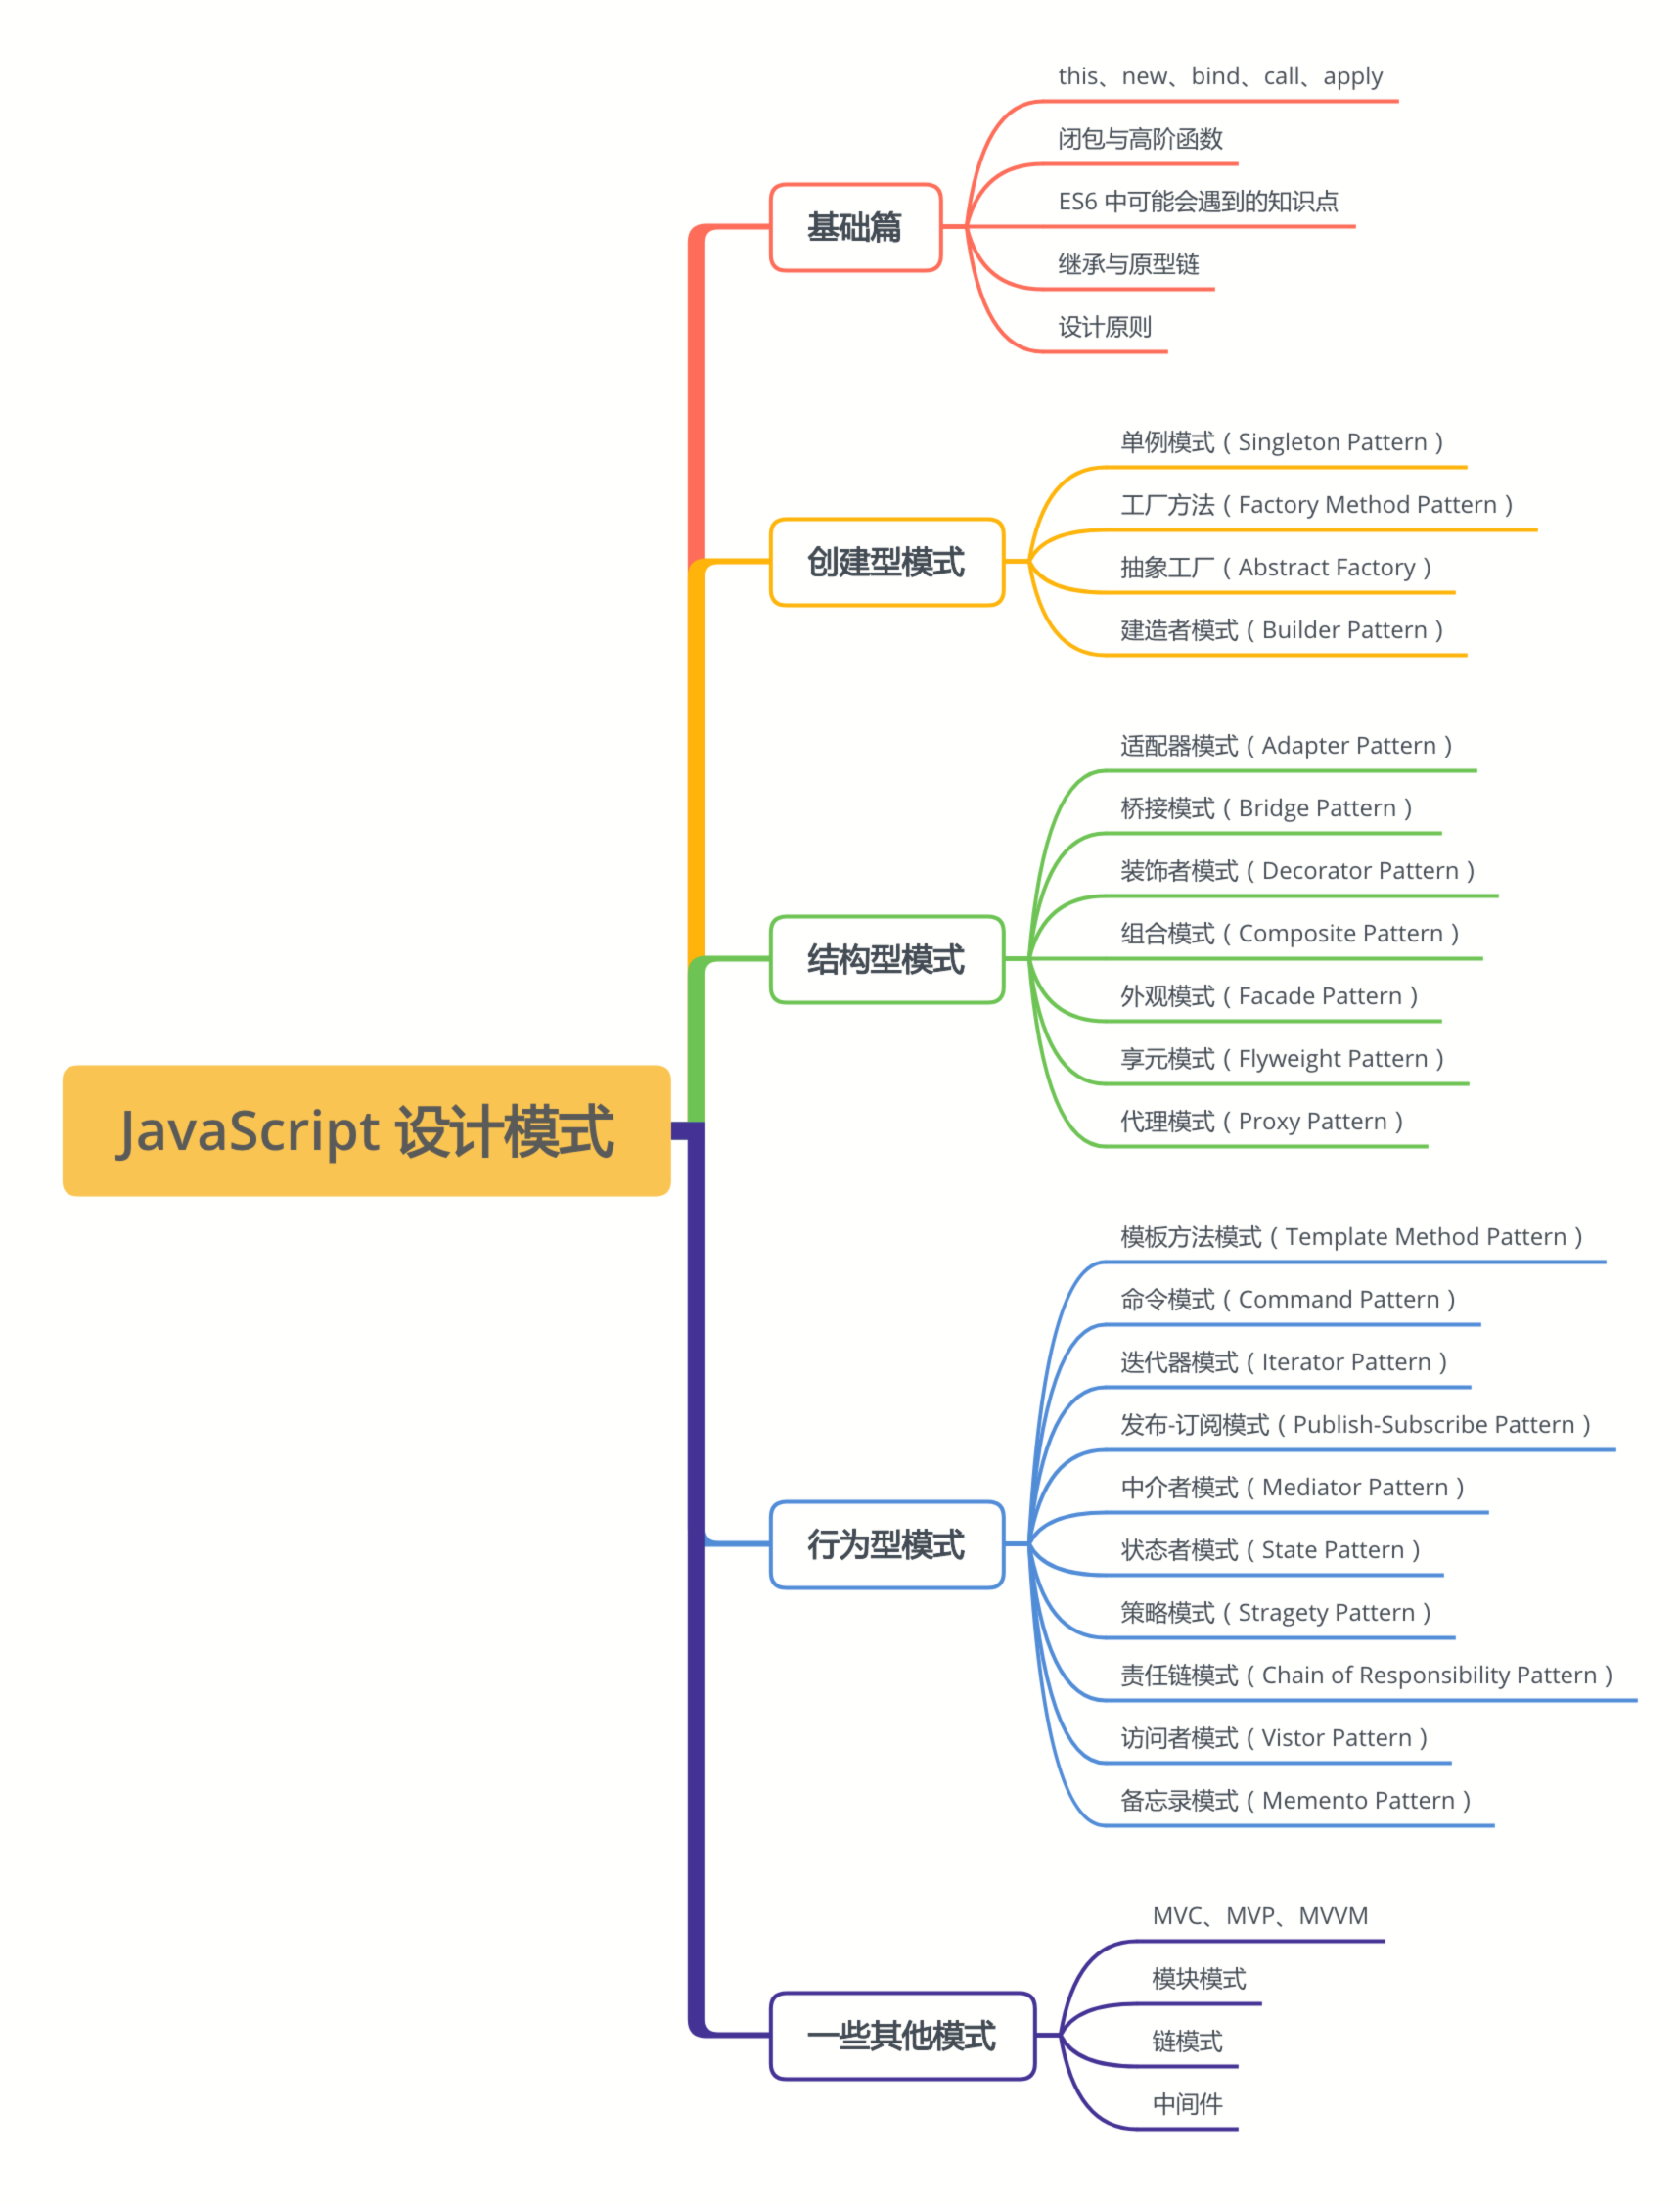 this、new、bind、call、apply
闭包与高阶函数
基础篇
ES6 中可能会遇到的知识点
继承与原型链
设计原则
单例模式 ( Singleton Pattern )
工厂方法 ( Factory Method Pattern )
创建型模式
抽象工厂 ( Abstract Factory )
建造者模式 ( Builder Pattern )
适配器模式 ( Adapter Pattern )
桥接模式 ( Bridge Pattern )
装饰者模式 ( Decorator Pattern )
结构型模式
组合模式 ( Composite Pattern )
外观模式 ( Facade Pattern )
享元模式 ( Flyweight Pattern )
代理模式 ( Proxy Pattern )
JavaScript 设计模式
模板方法模式 ( Template Method Pattern )
命令模式 ( Command Pattern )
迭代器模式 ( Iterator Pattern )
发布-订阅模式 ( Publish-Subscribe Pattern )
中介者模式 ( Mediator Pattern )
行为型模式
状态者模式 ( State Pattern )
策略模式 ( Stragety Pattern )
责任链模式 ( Chain of Responsibility Pattern )
访问者模式 ( Vistor Pattern )
备忘录模式 ( Memento Pattern )
MVC、MVP、MVVM
模块模式
一些其他模式
链模式
中间件